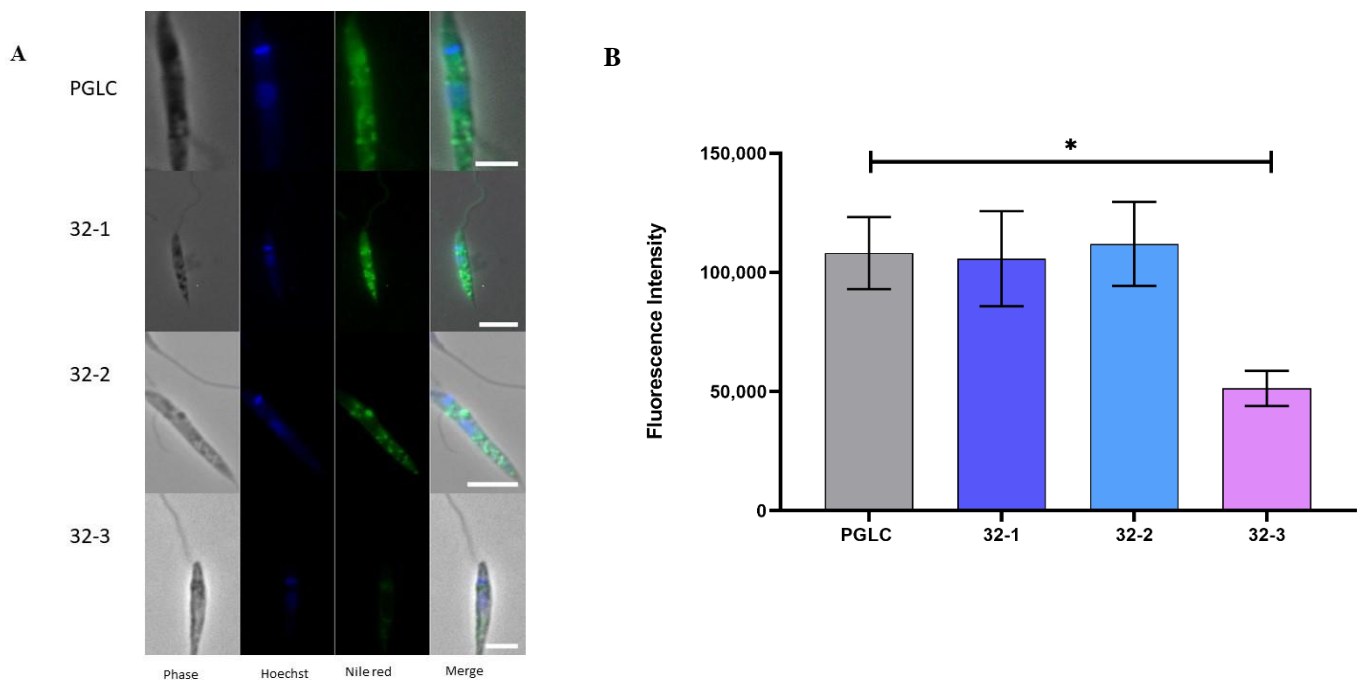 A
PGLC
32-1
32-2
32-3
Phase
Hoechst
Nile red
Merge
B
*
150,000
100,000
50,000
0
Fluorescence Intensity
PGLC
32-1
32-2
32-3